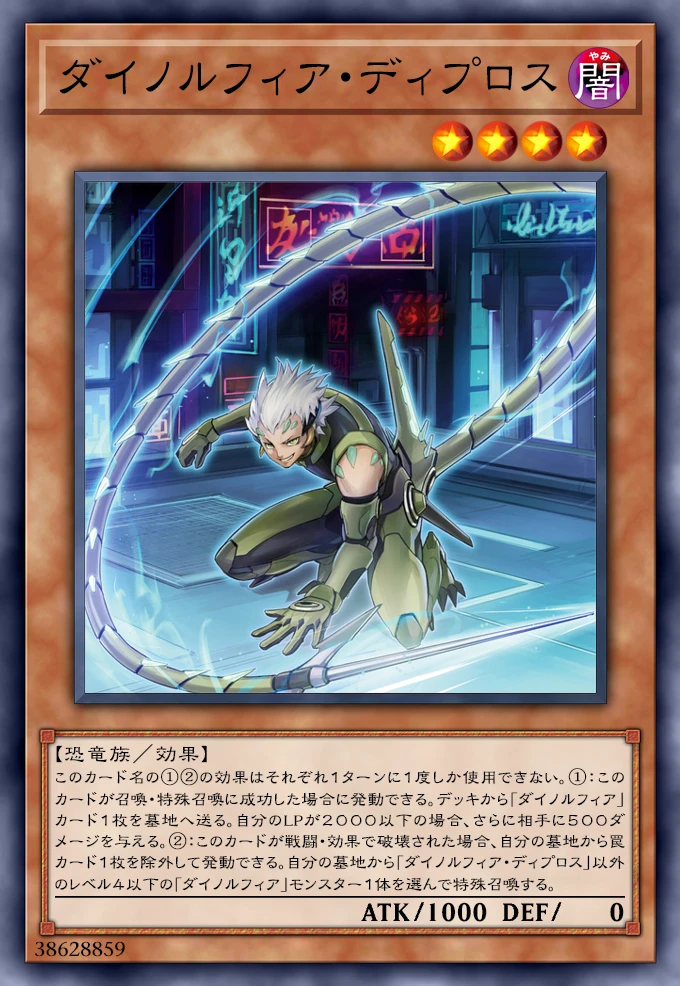 ダイノルフィア・ディプロス
やみ
闇
【恐竜族／効果】
このカード名の①②の効果はそれぞれ1ターンに1度しか使用できない。①：この
カードが召喚・特殊召喚に成功した場合に発動できる。デッキから「ダイノルフィア」
カード1枚を墓地へ送る。自分のLPが2000以下の場合、さらに相手に500ダ
メージを与える。②：このカードが戦闘・効果で破壊された場合、自分の墓地から罠
カード1枚を除外して発動できる。自分の墓地から「ダイノルフィア・ディプロス」以外
のレベル4以下の「ダイノルフィア」モンスター1体を選んで特殊召喚する。
ATK/1000 DEF/ 0
38628859